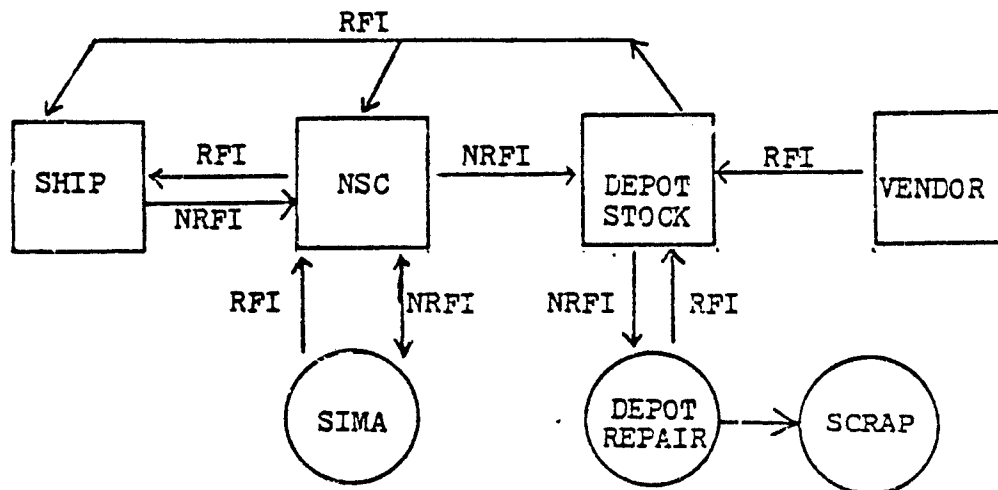 RFI
SHIP
RFI
NRFI
NSC
NRFI
DEPOT
STOCK
RFI
VENDOR
RFI
NRFI
NRFI
RFI
SIMA
DEPOT
REPAIR
SCRAP